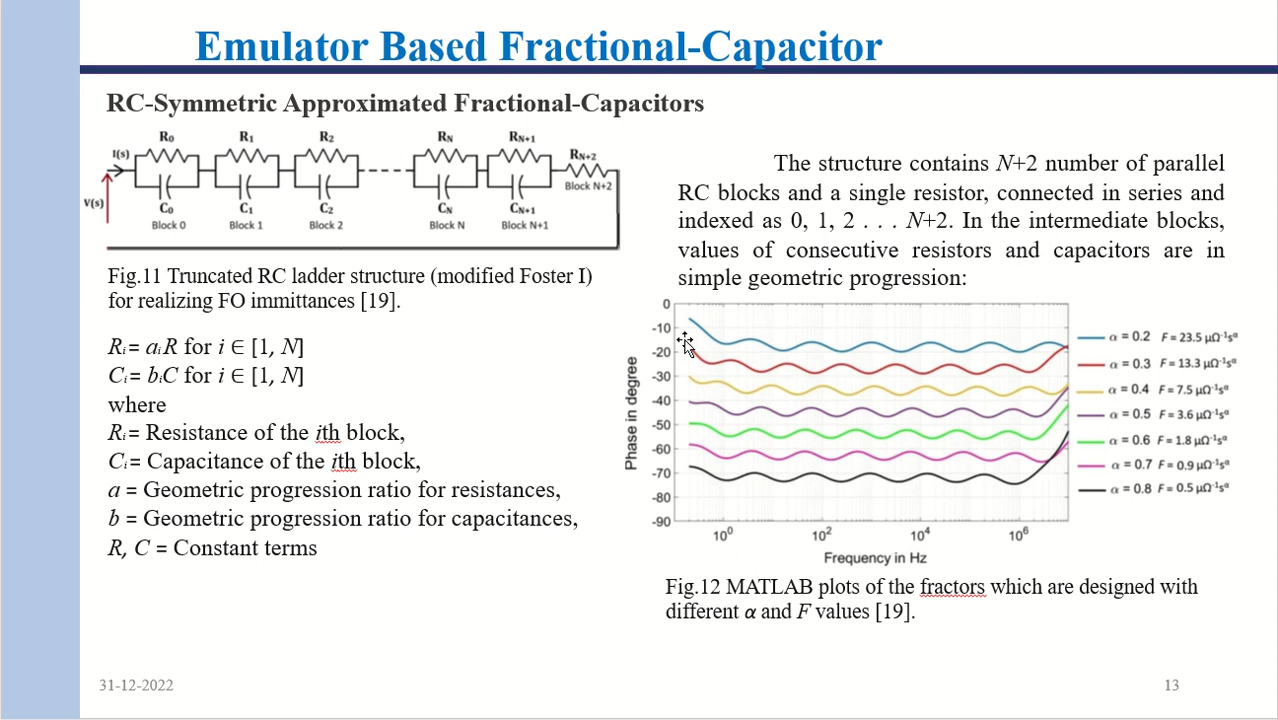 Emulator Based Fractional-Capacitor
RC-Symmetric Approximated Fractional-Capacitors
R₀ R₁ R₂ R_N R_N+1
I(s) R_N+2
Block N+2
V(s)
C₀ C₁ C₂ C_N C_N+1
Block 0 Block 1 Block 2 Block N Block N+1
Fig.11 Truncated RC ladder structure (modified Foster I)
for realizing FO immittances [19].
Rᵢ= aᵢR for i ∈ [1, N]
Cᵢ= bᵢC for i ∈ [1, N]
where
Rᵢ= Resistance of the ith block,
Cᵢ= Capacitance of the ith block,
a = Geometric progression ratio for resistances,
b = Geometric progression ratio for capacitances,
R, C = Constant terms
The structure contains N+2 number of parallel
RC blocks and a single resistor, connected in series and
indexed as 0, 1, 2 . . . N+2. In the intermediate blocks,
values of consecutive resistors and capacitors are in
simple geometric progression:
Phase in degree
0
-10
-20
-30
-40
-50
-60
-70
-80
-90
10⁰ 10² 10⁴ 10⁶
Frequency in Hz
α = 0.2 F = 23.5 μΩ⁻¹sᵅ
α = 0.3 F = 13.3 μΩ⁻¹sᵅ
α = 0.4 F = 7.5 μΩ⁻¹sᵅ
α = 0.5 F = 3.6 μΩ⁻¹sᵅ
α = 0.6 F = 1.8 μΩ⁻¹sᵅ
α = 0.7 F = 0.9 μΩ⁻¹sᵅ
α = 0.8 F = 0.5 μΩ⁻¹sᵅ
Fig.12 MATLAB plots of the fractors which are designed with
different α and F values [19].
31-12-2022
13